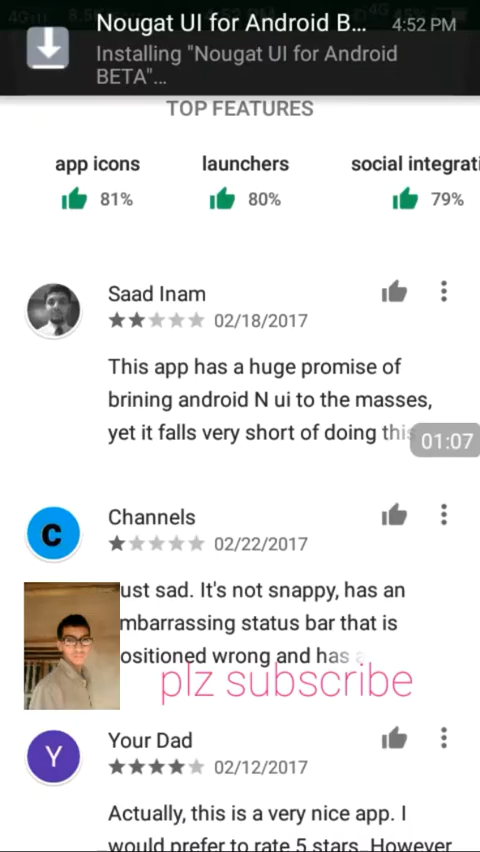 Nougat UI for Android B... 4:52 PM
Installing "Nougat UI for Android
BETA"...
TOP FEATURES
app icons launchers social integrati
81% 80% 79%
Saad Inam
02/18/2017
This app has a huge promise of
brining android N ui to the masses,
yet it falls very short of doing this
01:07
Channels
C
02/22/2017
ust sad. It's not snappy, has an
mbarrassing status bar that is
ositioned wrong and has a
plz subscribe
Your Dad
Y
02/12/2017
Actually, this is a very nice app. I
would prefer to rate 5 stars. However